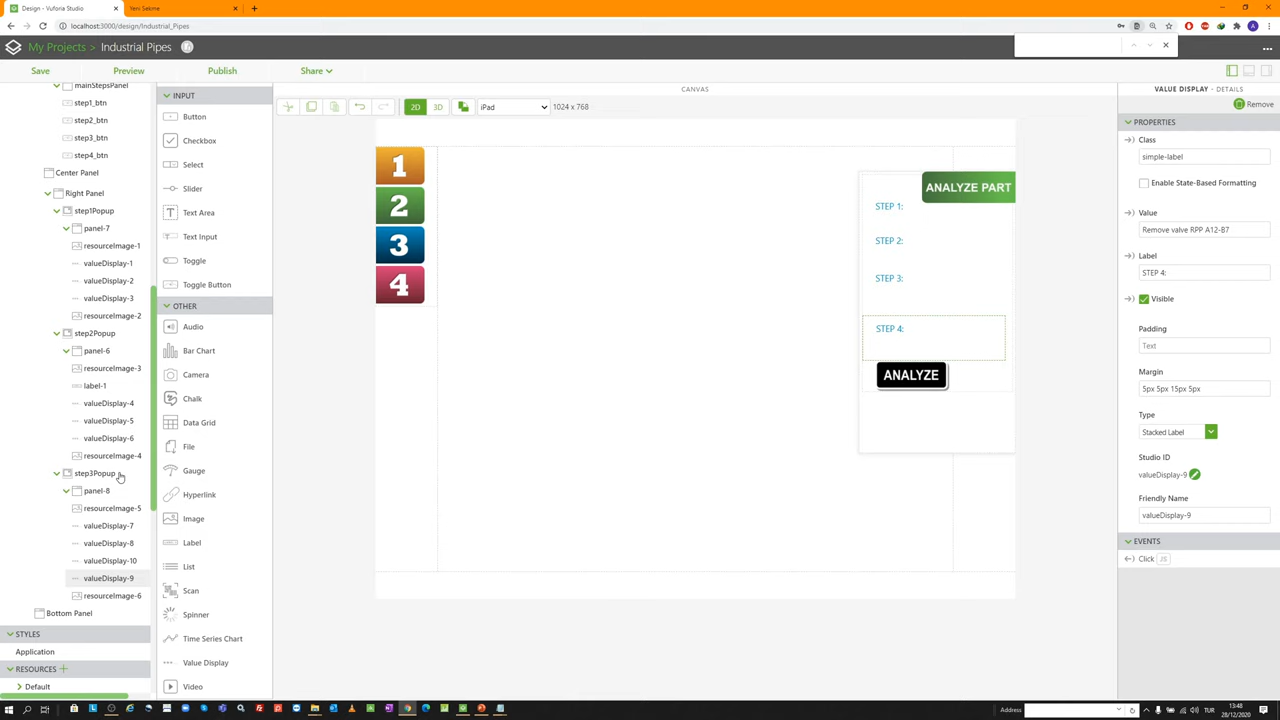 Design - Vuforia Studio
Yeni Sekme
localhost:3000/design/Industrial_Pipes
My Projects > Industrial Pipes
Save
Preview
Publish
Share
mainStepsPanel
step1_btn
step2_btn
step3_btn
step4_btn
Center Panel
Right Panel
step1Popup
panel-7
resourceImage-1
valueDisplay-1
valueDisplay-2
valueDisplay-3
resourceImage-2
step2Popup
panel-6
resourceImage-3
label-1
valueDisplay-4
valueDisplay-5
valueDisplay-6
resourceImage-4
step3Popup
panel-8
resourceImage-5
valueDisplay-7
valueDisplay-8
valueDisplay-10
valueDisplay-9
resourceImage-6
Bottom Panel
STYLES
Application
RESOURCES
Default
INPUT
Button
Checkbox
Select
Slider
Text Area
Text Input
Toggle
Toggle Button
OTHER
Audio
Bar Chart
Camera
Chalk
Data Grid
File
Gauge
Hyperlink
Image
Label
List
Scan
Spinner
Time Series Chart
Value Display
Video
CANVAS
2D
3D
iPad
1024 x 768
1
2
3
4
ANALYZE PART
STEP 1:
STEP 2:
STEP 3:
STEP 4:
ANALYZE
VALUE DISPLAY - DETAILS
Remove
PROPERTIES
Class
simple-label
Enable State-Based Formatting
Value
Remove valve RPP A12-B7
Label
STEP 4:
Visible
Padding
Text
Margin
5px 5px 15px 5px
Type
Stacked Label
Studio ID
valueDisplay-9
Friendly Name
valueDisplay-9
EVENTS
Click
JS
Address
TUR
13:48
28/12/2020